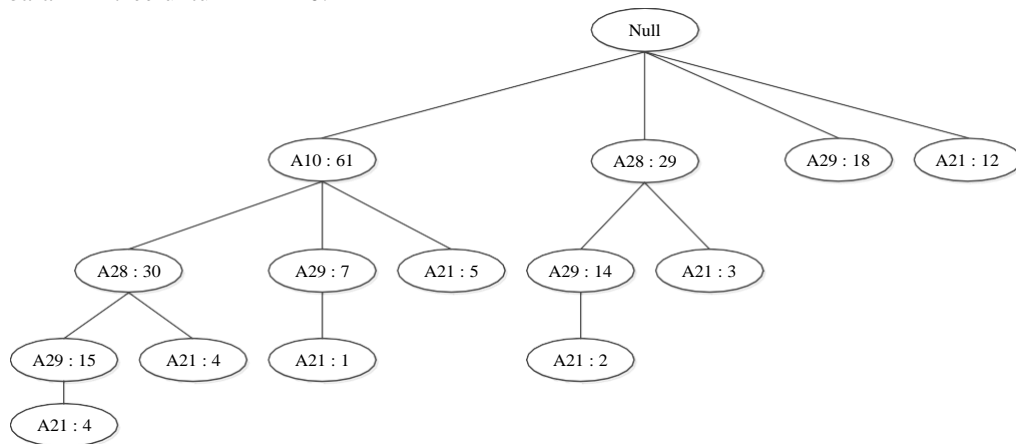 Null
A10 : 61
A28 : 29
A29 : 18
A21 : 12
A28 : 30
A29 : 7
A21 : 5
A29 : 14
A21 : 3
A29 : 15
A21 : 4
A21 : 1
A21 : 2
A21 : 4